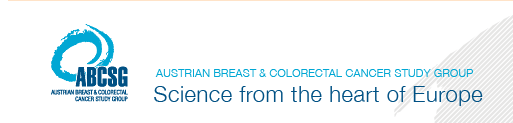 ABCSG
AUSTRIAN BREAST & COLORECTAL
CANCER STUDY GROUP
AUSTRIAN BREAST & COLORECTAL CANCER STUDY GROUP
Science from the heart of Europe